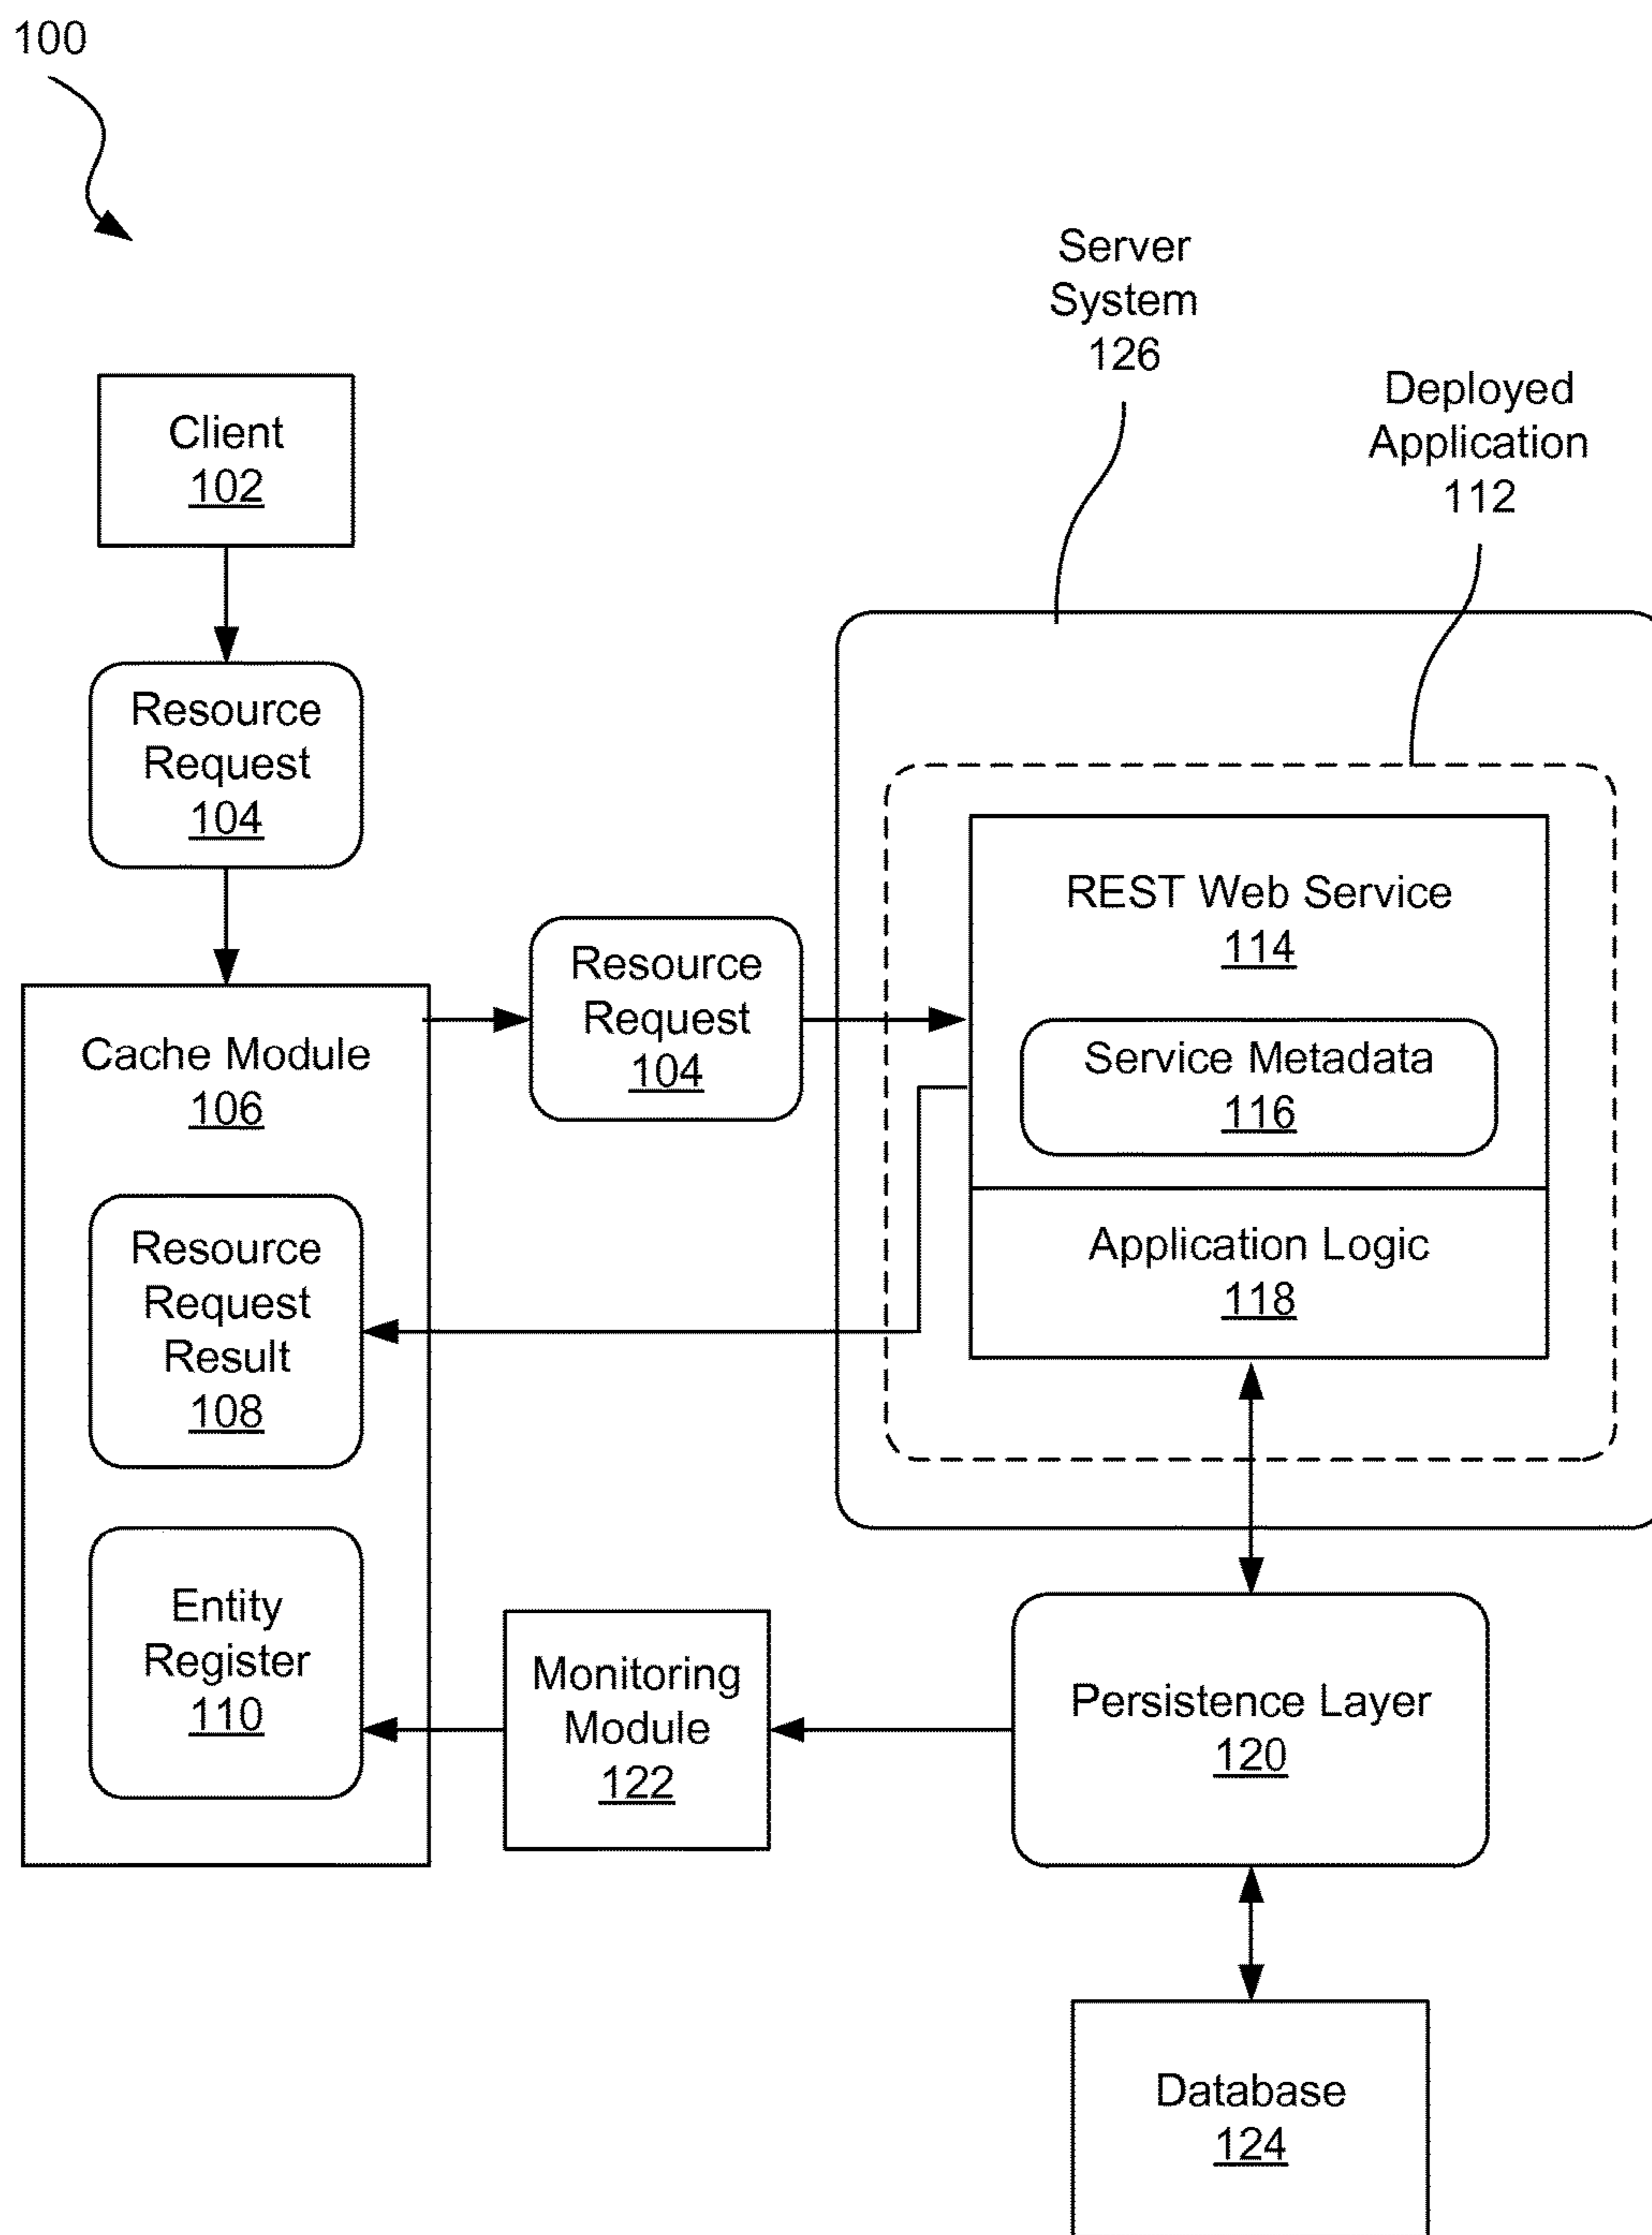 100
Server
System
126
Deployed
Application
112
Client
102
Resource
Request
104
Resource
Request
104
REST Web Service
114
Service Metadata
116
Application Logic
118
Cache Module
106
Resource
Request
Result
108
Entity
Register
110
Monitoring
Module
122
Persistence Layer
120
Database
124